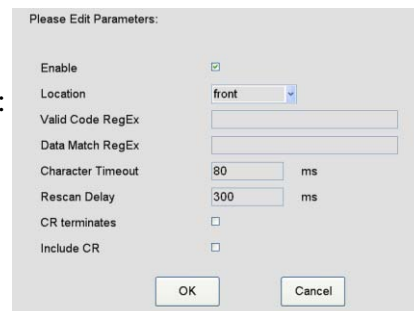 Please Edit Parameters:
:
Enable
Location front
Valid Code RegEx
Data Match RegEx
Character Timeout 80 ms
Rescan Delay 300 ms
CR terminates
Include CR
OK Cancel